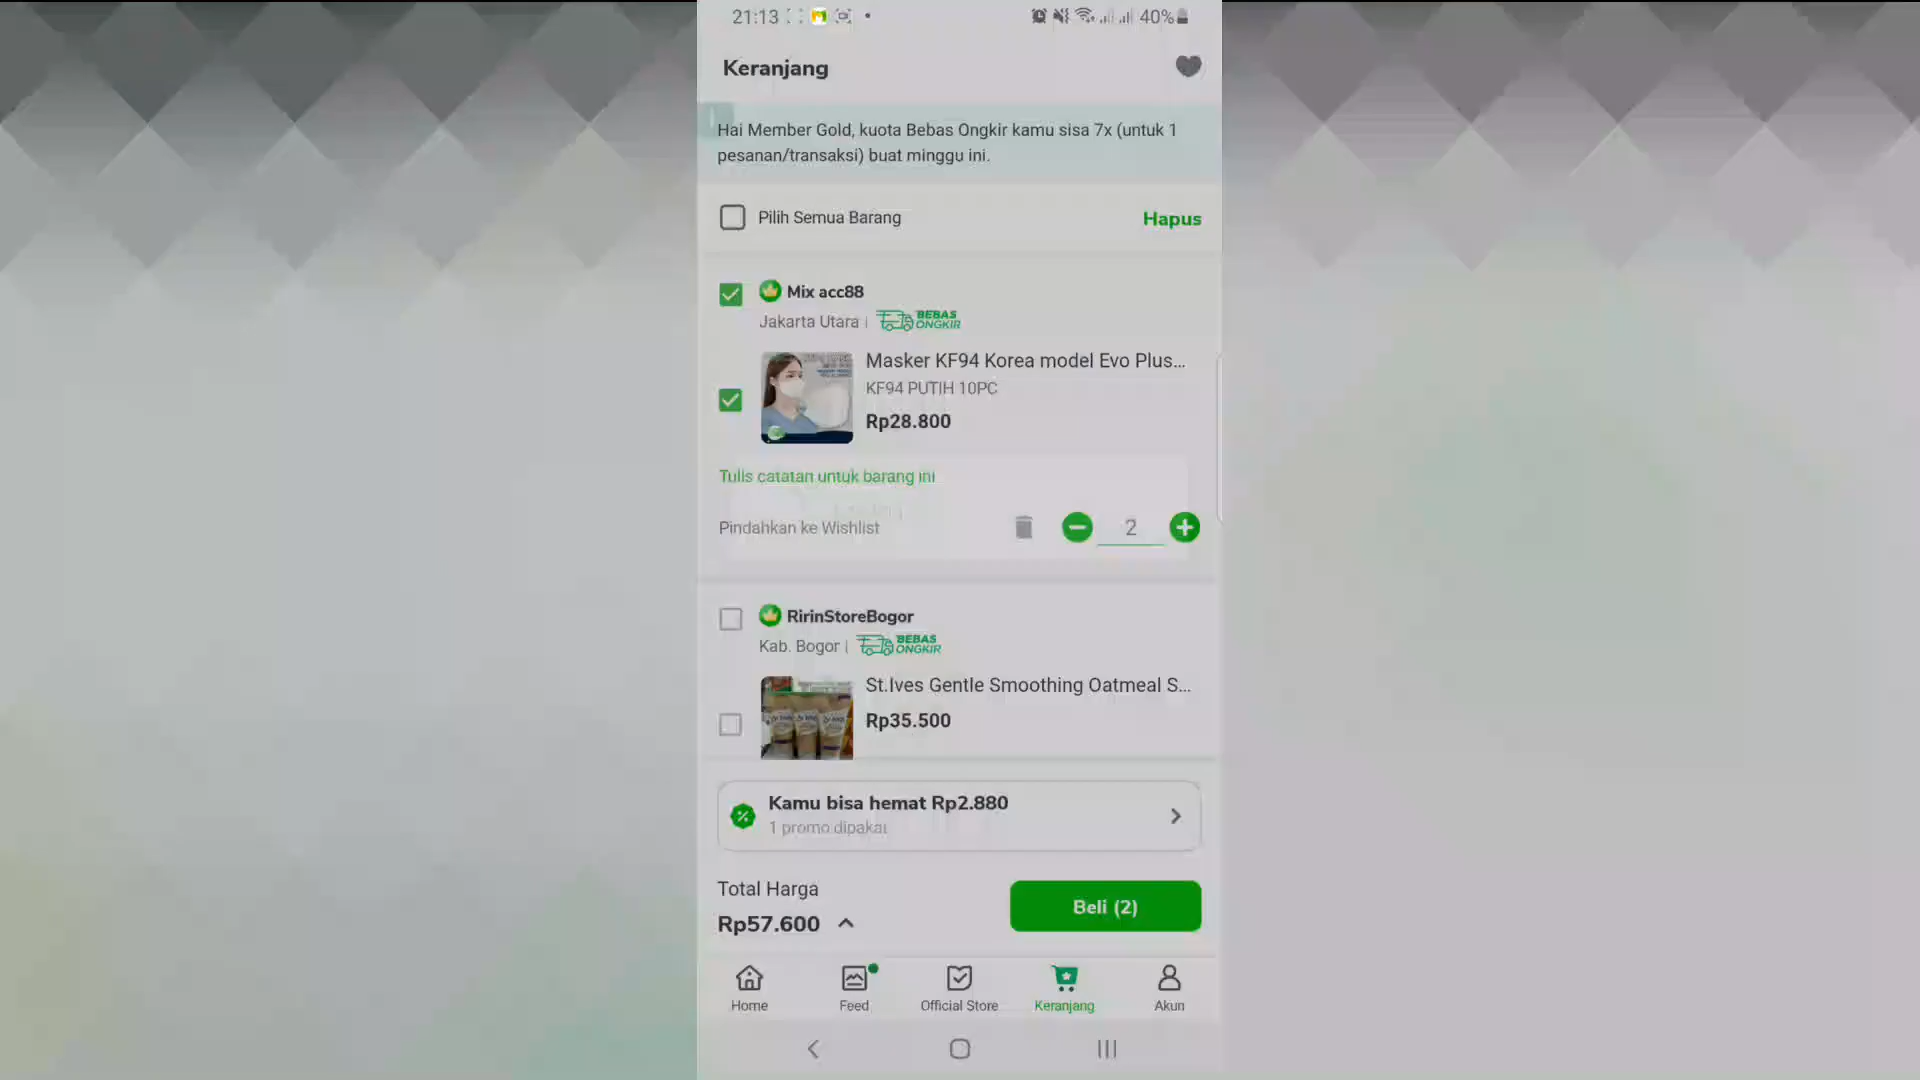 21:13
40%
Keranjang
Hai Member Gold, kuota Bebas Ongkir kamu sisa 7x (untuk 1
pesanan/transaksi) buat minggu ini.
Pilih Semua Barang
Hapus
Mix acc88
Jakarta Utara |
BEBAS
ONGKIR
Masker KF94 Korea model Evo Plus...
KF94 PUTIH 10PC
Rp28.800
Tulis catatan untuk barang ini
Pindahkan ke Wishlist
2
RirinStoreBogor
Kab. Bogor |
BEBAS
ONGKIR
St.Ives Gentle Smoothing Oatmeal S...
Rp35.500
Kamu bisa hemat Rp2.880
1 promo dipakai
Total Harga
Rp57.600
Beli (2)
Home
Feed
Official Store
Keranjang
Akun